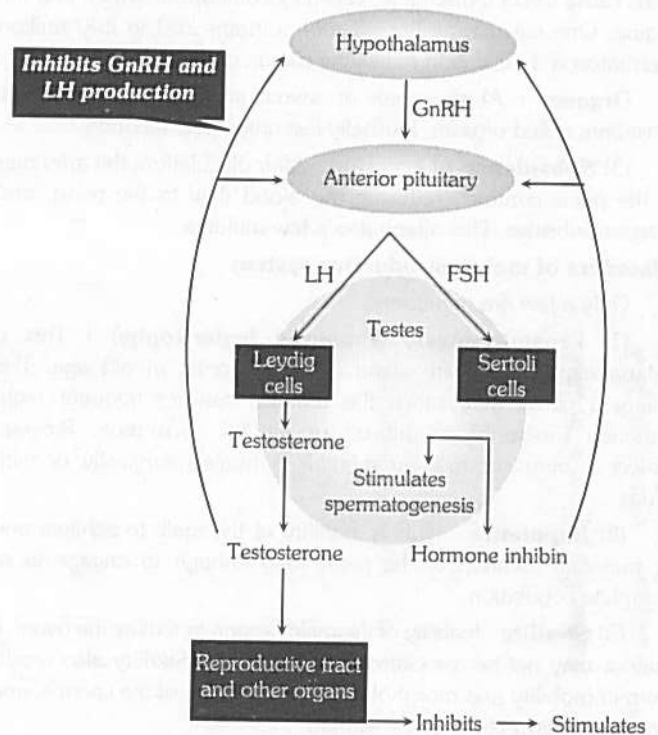 Hypothalamus
Inhibits GnRH and
LH production
GnRH
Anterior pituitary
LH
FSH
Testes
Leydig
cells
Sertoli
cells
Testosterone
Stimulates
spermatogenesis
Testosterone
Hormone inhibin
Reproductive tract
and other organs
Inhibits
Stimulates